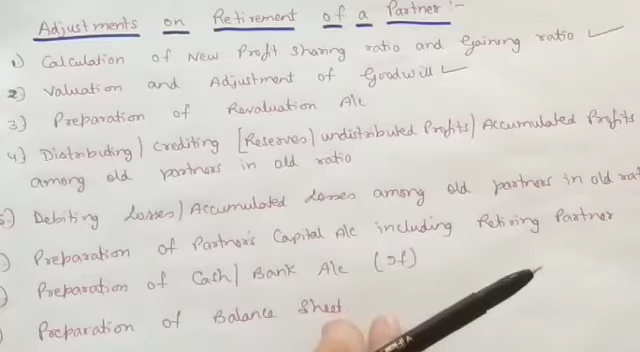 Adjustments on Retirement of a Partner :-
1) Calculation of New Profit sharing ratio and Gaining ratio
2) Valuation and Adjustment of Goodwill
3) Preparation of Revaluation A/c
4) Distributing / crediting [Reserves / undistributed Profits / Accumulated Profits
among old partners in old ratio
5) Debiting losses / Accumulated losses among old partners in old rat
) Preparation of Partner's Capital A/c including Retiring Partner
) Preparation of Cash / Bank A/c (If)
) Preparation of Balance Sheet